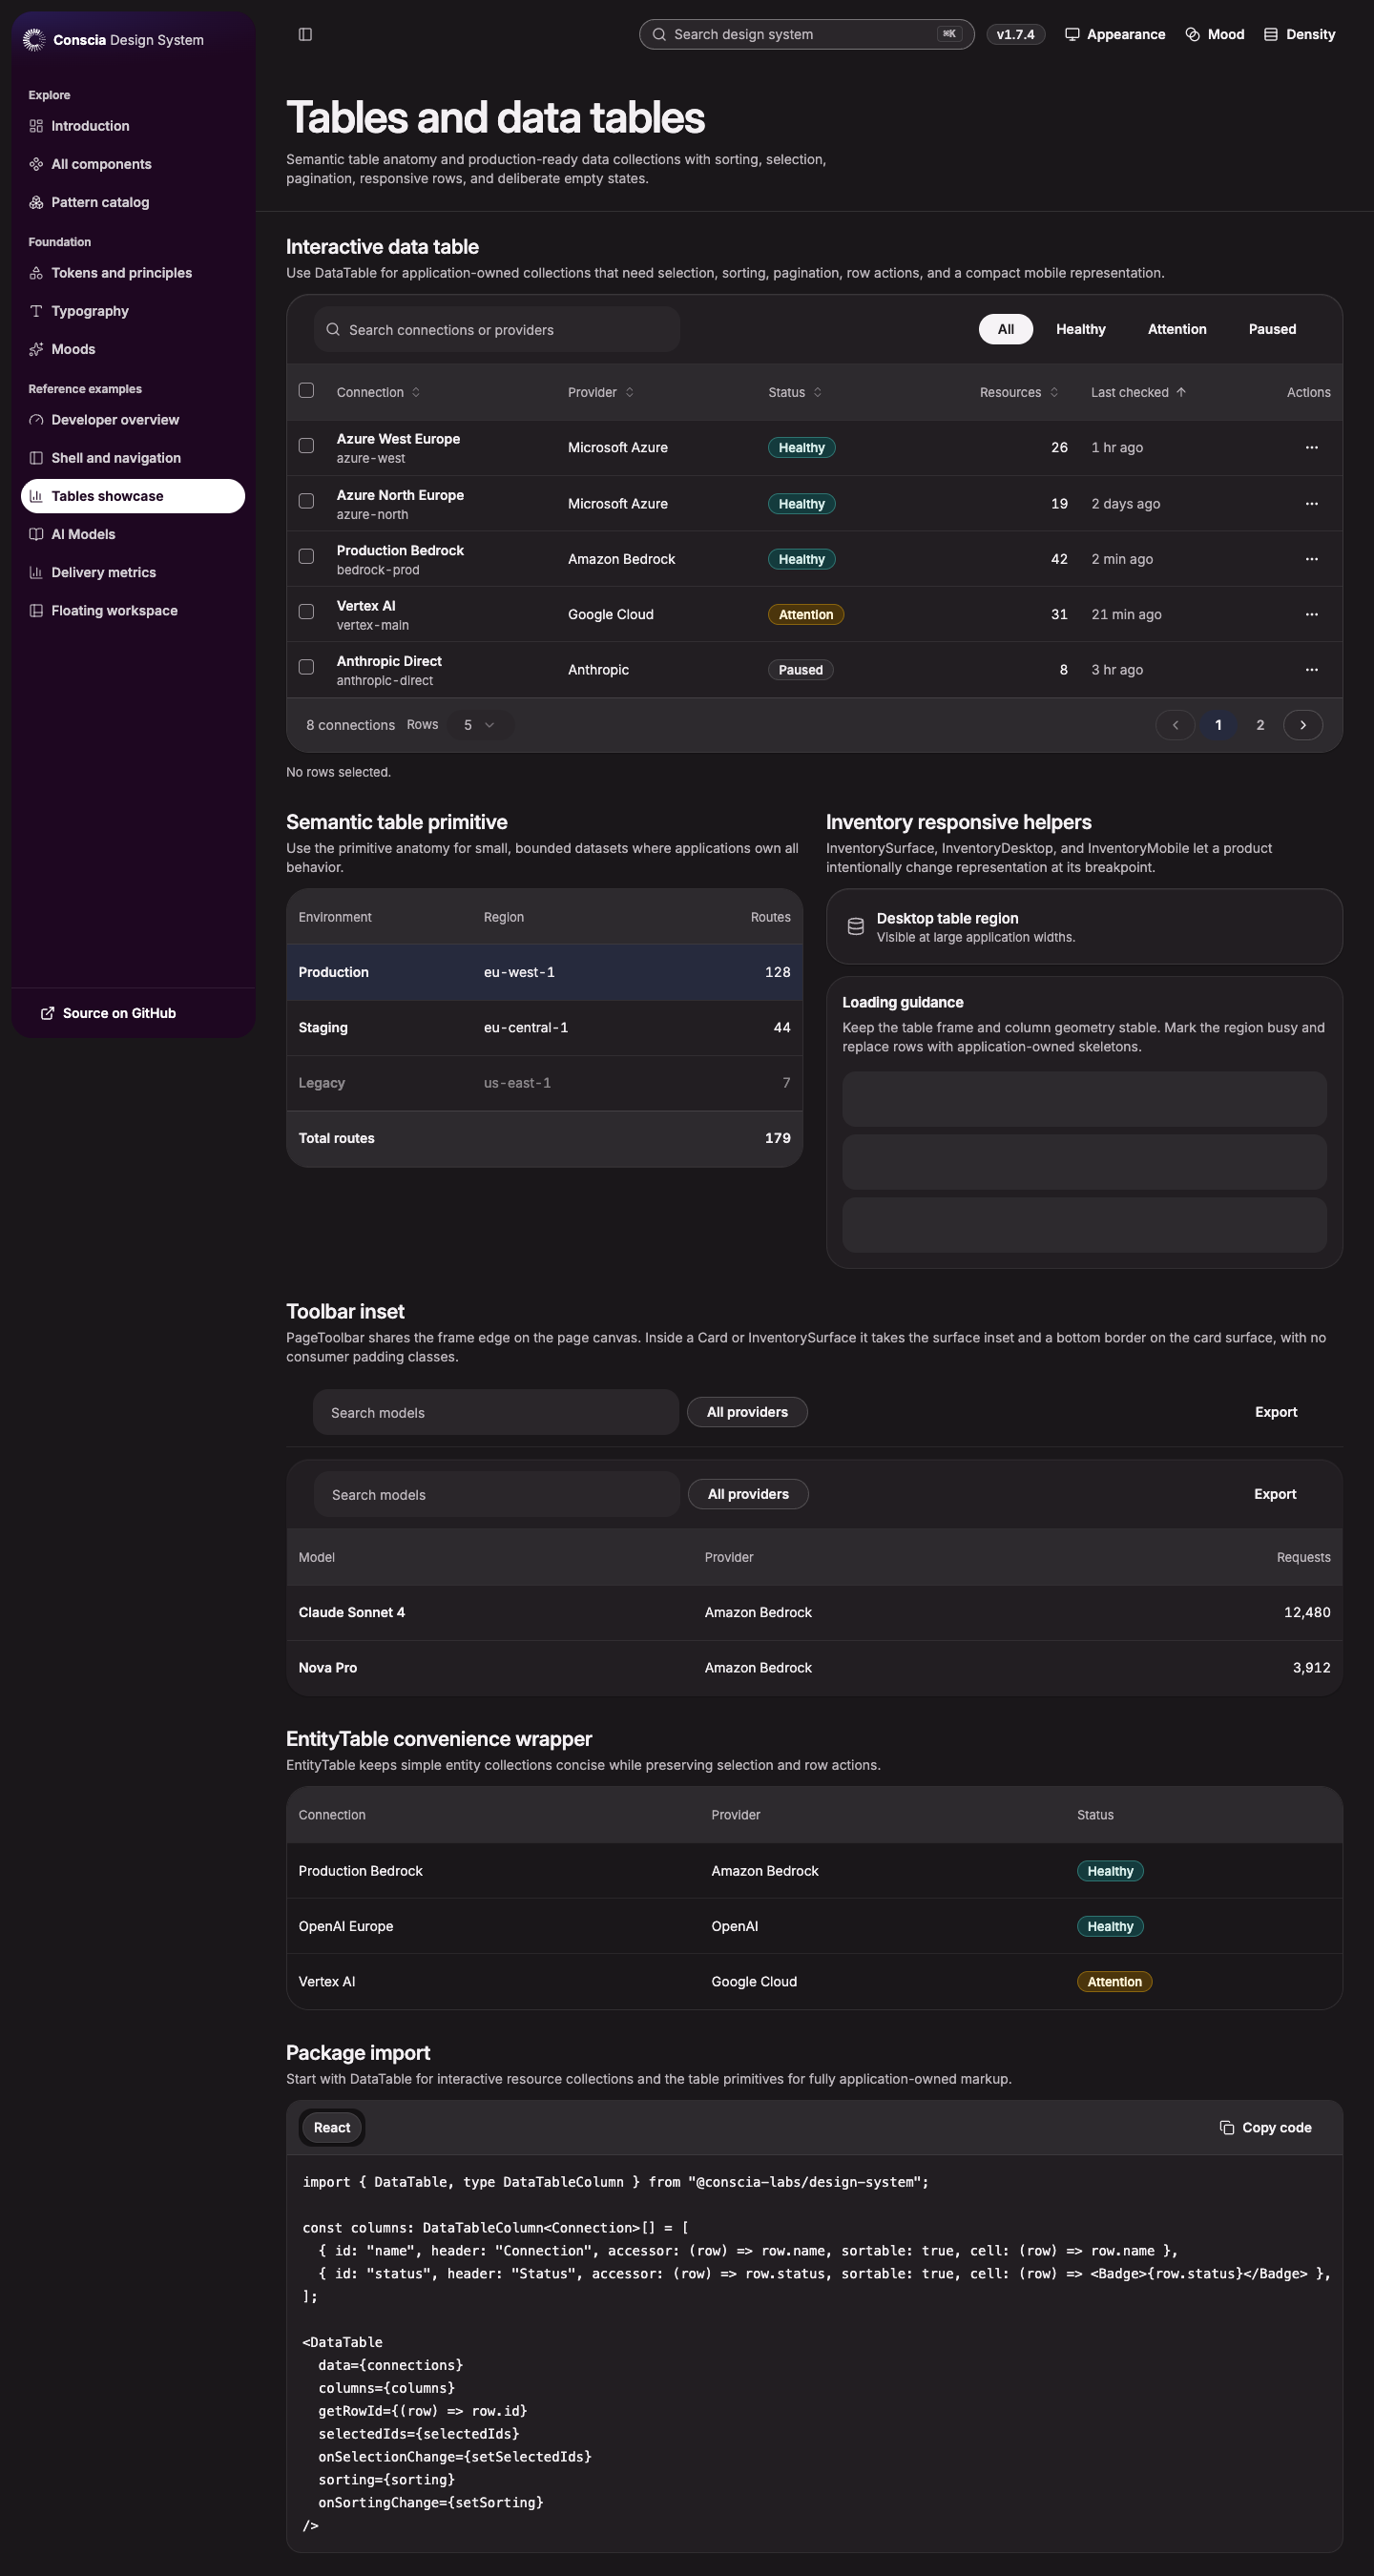 Conscia Design System
Explore
Introduction
All components
Pattern catalog
Foundation
Tokens and principles
Typography
Moods
Reference examples
Developer overview
Shell and navigation
Tables showcase
AI Models
Delivery metrics
Floating workspace
Source on GitHub
Search design system ⌘K v1.7.4 Appearance Mood Density
Tables and data tables
Semantic table anatomy and production-ready data collections with sorting, selection,
pagination, responsive rows, and deliberate empty states.
Interactive data table
Use DataTable for application-owned collections that need selection, sorting, pagination, row actions, and a compact mobile representation.
Search connections or providers All Healthy Attention Paused
Connection Provider Status Resources Last checked Actions
Azure West Europe
azure-west Microsoft Azure Healthy 26 1 hr ago
Azure North Europe
azure-north Microsoft Azure Healthy 19 2 days ago
Production Bedrock
bedrock-prod Amazon Bedrock Healthy 42 2 min ago
Vertex AI
vertex-main Google Cloud Attention 31 21 min ago
Anthropic Direct
anthropic-direct Anthropic Paused 8 3 hr ago
8 connections Rows 5 1 2
No rows selected.
Semantic table primitive
Use the primitive anatomy for small, bounded datasets where applications own all
behavior.
Environment Region Routes
Production eu-west-1 128
Staging eu-central-1 44
Legacy us-east-1 7
Total routes 179
Inventory responsive helpers
InventorySurface, InventoryDesktop, and InventoryMobile let a product
intentionally change representation at its breakpoint.
Desktop table region
Visible at large application widths.
Loading guidance
Keep the table frame and column geometry stable. Mark the region busy and
replace rows with application-owned skeletons.
Toolbar inset
PageToolbar shares the frame edge on the page canvas. Inside a Card or InventorySurface it takes the surface inset and a bottom border on the card surface, with no
consumer padding classes.
Search models All providers Export
Search models All providers Export
Model Provider Requests
Claude Sonnet 4 Amazon Bedrock 12,480
Nova Pro Amazon Bedrock 3,912
EntityTable convenience wrapper
EntityTable keeps simple entity collections concise while preserving selection and row actions.
Connection Provider Status
Production Bedrock Amazon Bedrock Healthy
OpenAI Europe OpenAI Healthy
Vertex AI Google Cloud Attention
Package import
Start with DataTable for interactive resource collections and the table primitives for fully application-owned markup.
React Copy code
import { DataTable, type DataTableColumn } from "@conscia-labs/design-system";
const columns: DataTableColumn<Connection>[] = [
  { id: "name", header: "Connection", accessor: (row) => row.name, sortable: true, cell: (row) => row.name },
  { id: "status", header: "Status", accessor: (row) => row.status, sortable: true, cell: (row) => <Badge>{row.status}</Badge> },
];
<DataTable
  data={connections}
  columns={columns}
  getRowId={(row) => row.id}
  selectedIds={selectedIds}
  onSelectionChange={setSelectedIds}
  sorting={sorting}
  onSortingChange={setSorting}
/>